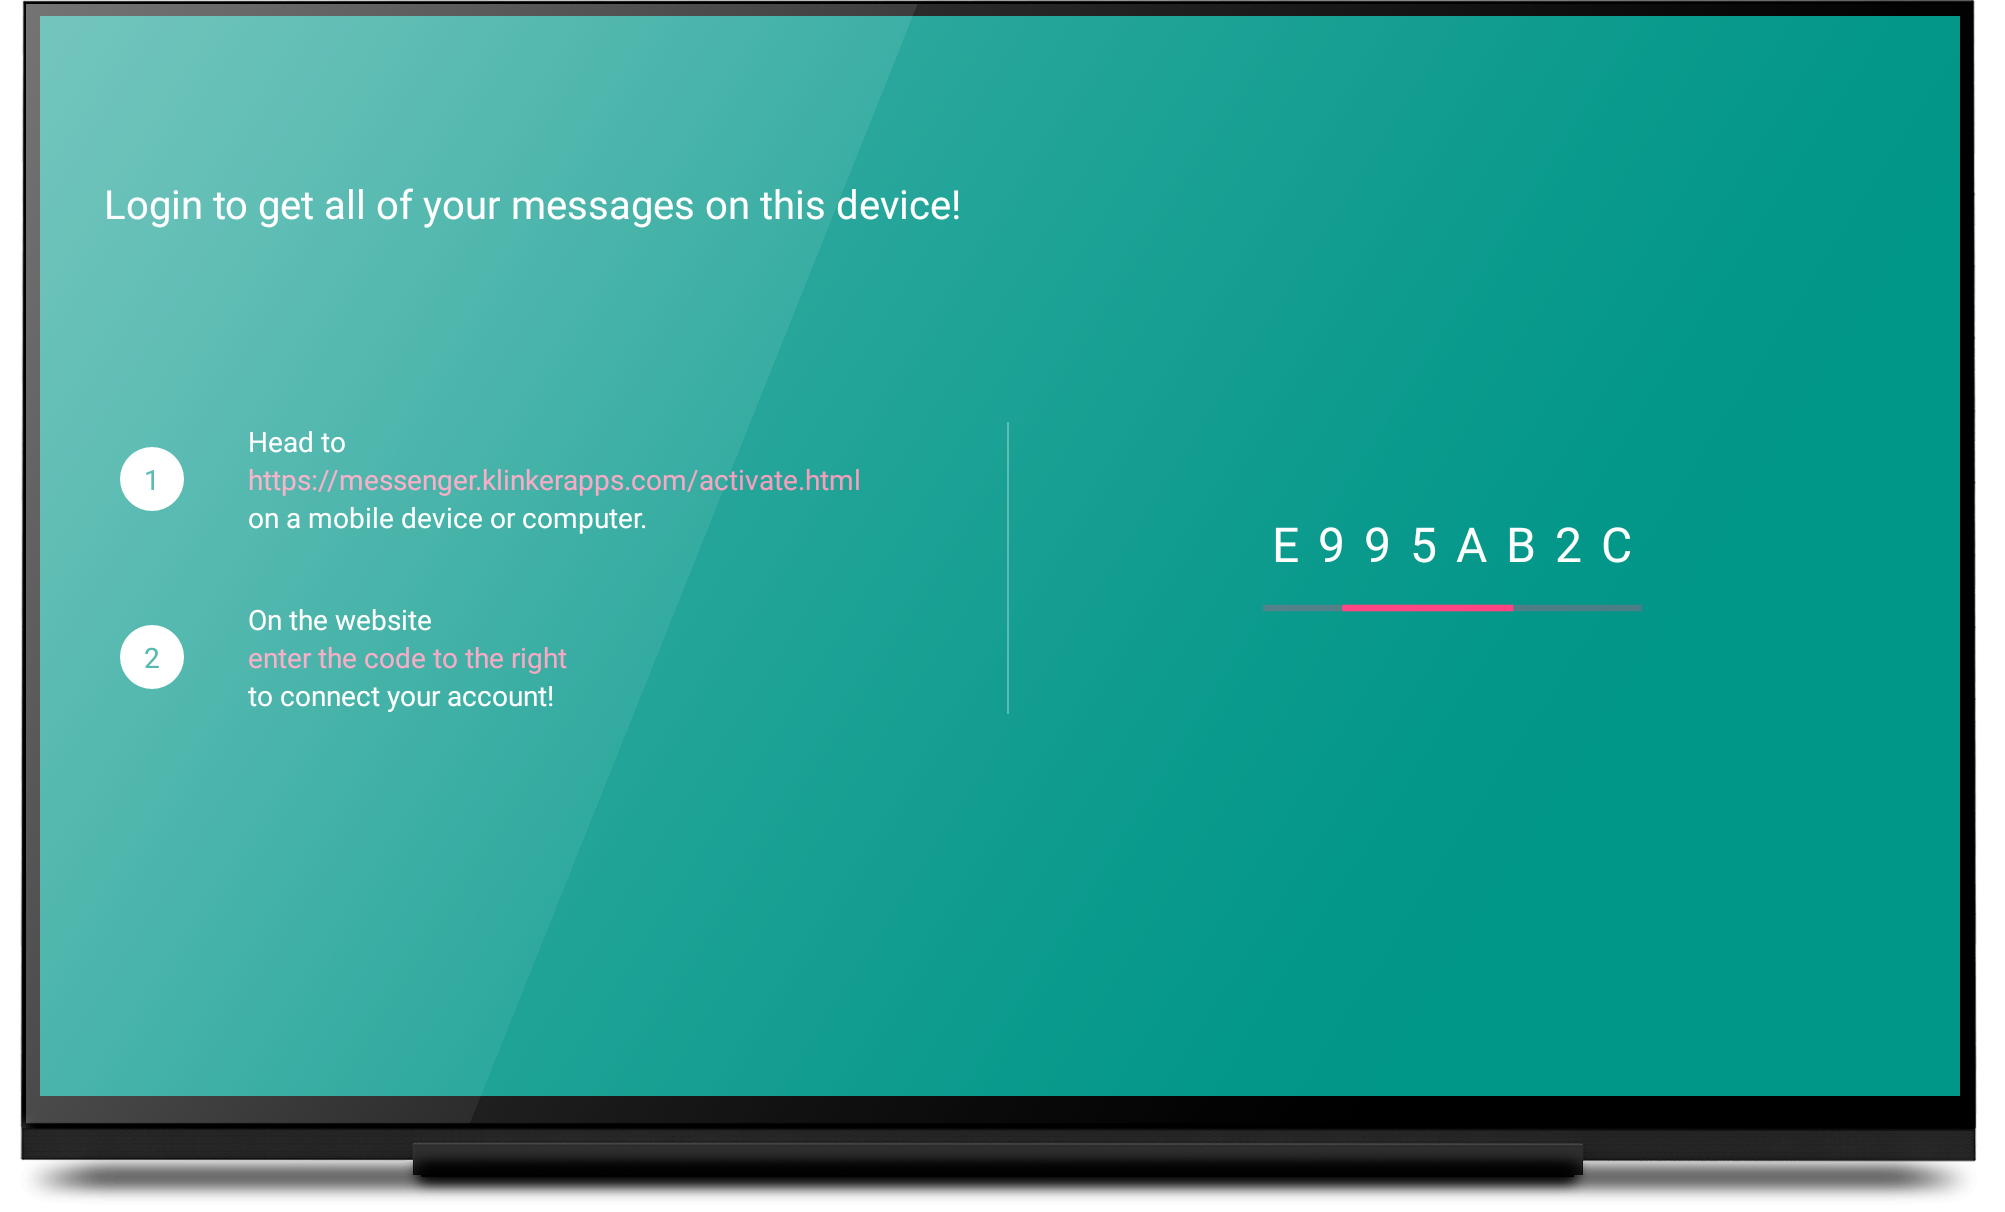 Login to get all of your messages on this device!
1
Head to
https://messenger.klinkerapps.com/activate.html
on a mobile device or computer.
2
On the website
enter the code to the right
to connect your account!
E 9 9 5 A B 2 C